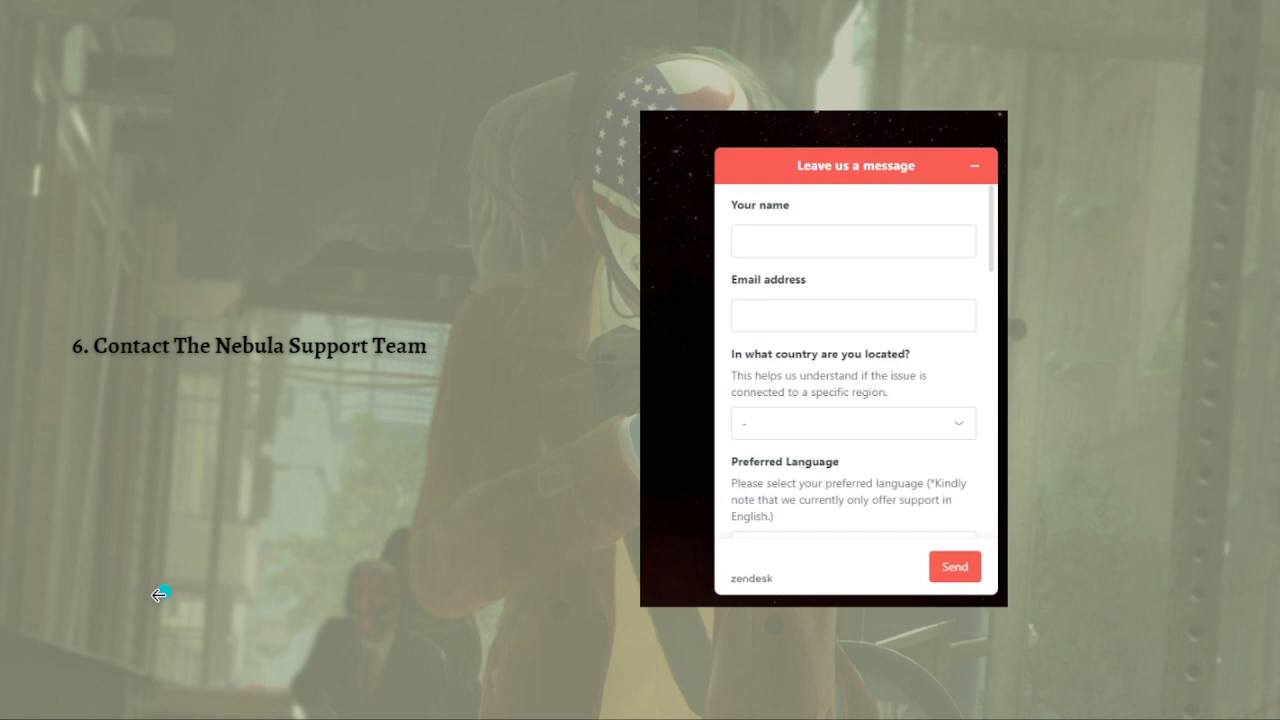 6. Contact The Nebula Support Team
Leave us a message
Your name
Email address
In what country are you located?
This helps us understand if the issue is
connected to a specific region.
-
Preferred Language
Please select your preferred language (*Kindly
note that we currently only offer support in
English.)
Send
zendesk